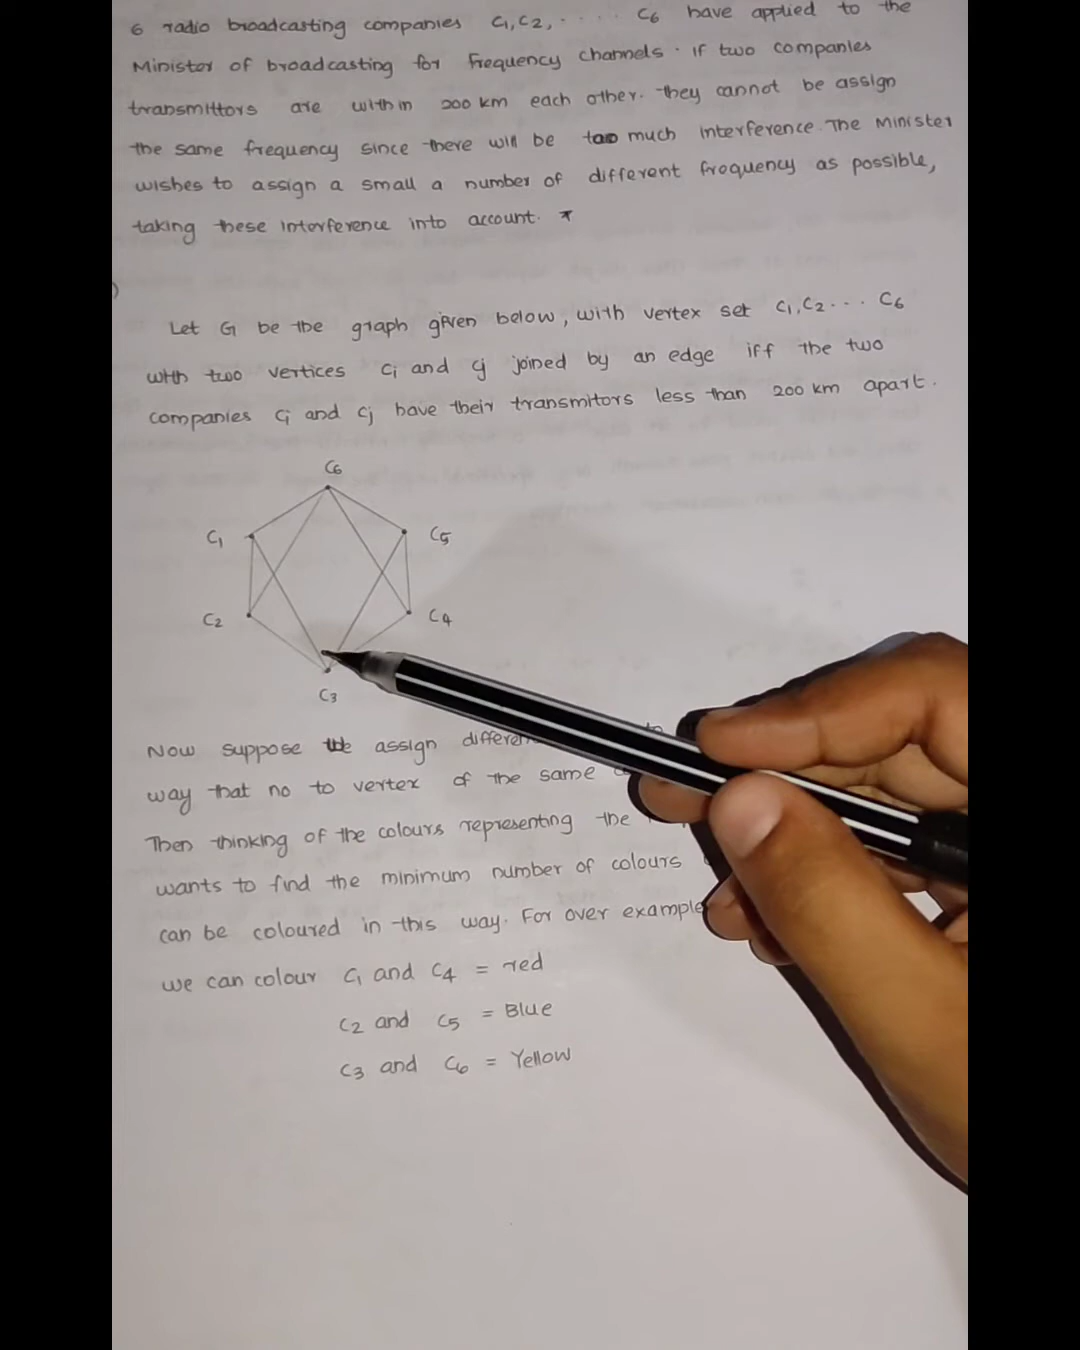 6 radio broadcasting companies C1, C2, ..... C6 have applied to the
Minister of broadcasting for frequency channels. if two companies
transmittors are within 200 km each other. they cannot be assign
the same frequency since there will be too much interference. The Minister
wishes to assign a small a number of different froquency as possible,
taking these interference into account.
)
Let G be the graph given below, with vertex set C1, C2 ... C6
with two vertices Ci and Cj joined by an edge iff the two
companies Ci and Cj have their transmitors less than 200 km apart.
C6
C1
C5
C2
C4
C3
Now suppose assign
way that no to vertex of the same
Then thinking of the colours representing the
wants to find the minimum number of colours
can be coloured in this way. For over example
we can colour C1 and C4 = red
C2 and C5 = Blue
C3 and C6 = Yellow